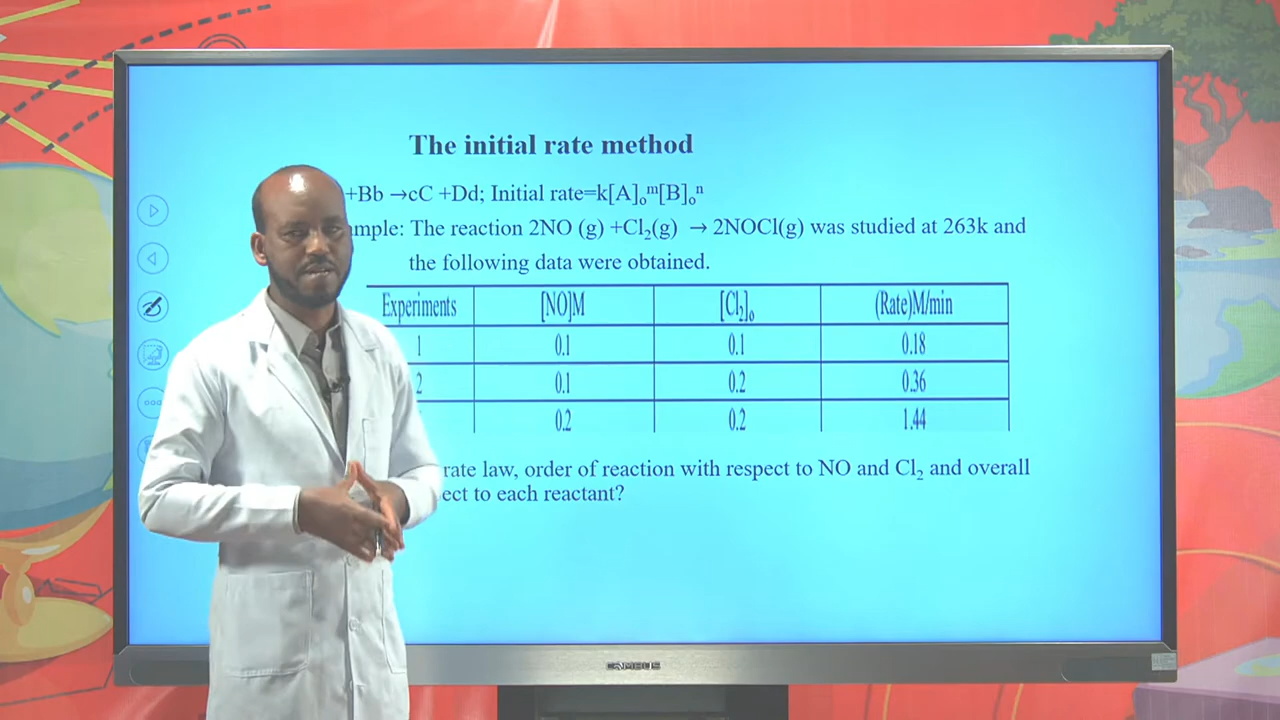 The initial rate method
+Bb →cC +Dd; Initial rate=k[A]ₒᵐ[B]ₒⁿ
mple: The reaction 2NO (g) +Cl₂(g) → 2NOCl(g) was studied at 263k and
the following data were obtained.
Experiments [NO]M [Cl₂]ₒ (Rate)M/min
1 0.1 0.1 0.18
2 0.1 0.2 0.36
0.2 0.2 1.44
rate law, order of reaction with respect to NO and Cl₂ and overall
ect to each reactant?